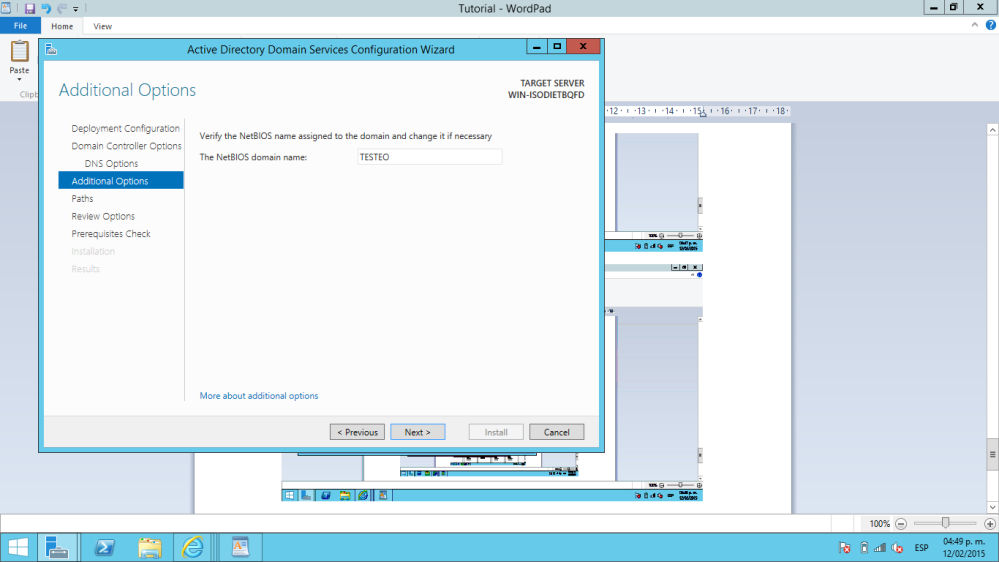 Tutorial - WordPad
File Home View
Paste
Active Directory Domain Services Configuration Wizard
Additional Options
TARGET SERVER
WIN-ISODIETBQFD
Deployment Configuration
Domain Controller Options
DNS Options
Additional Options
Paths
Review Options
Prerequisites Check
Installation
Results
Verify the NetBIOS name assigned to the domain and change it if necessary
The NetBIOS domain name: TESTEO
More about additional options
< Previous Next > Install Cancel
12 13 14 15 16 17 18
100%
100%
100%
ESP
04:49 p. m.
12/02/2015